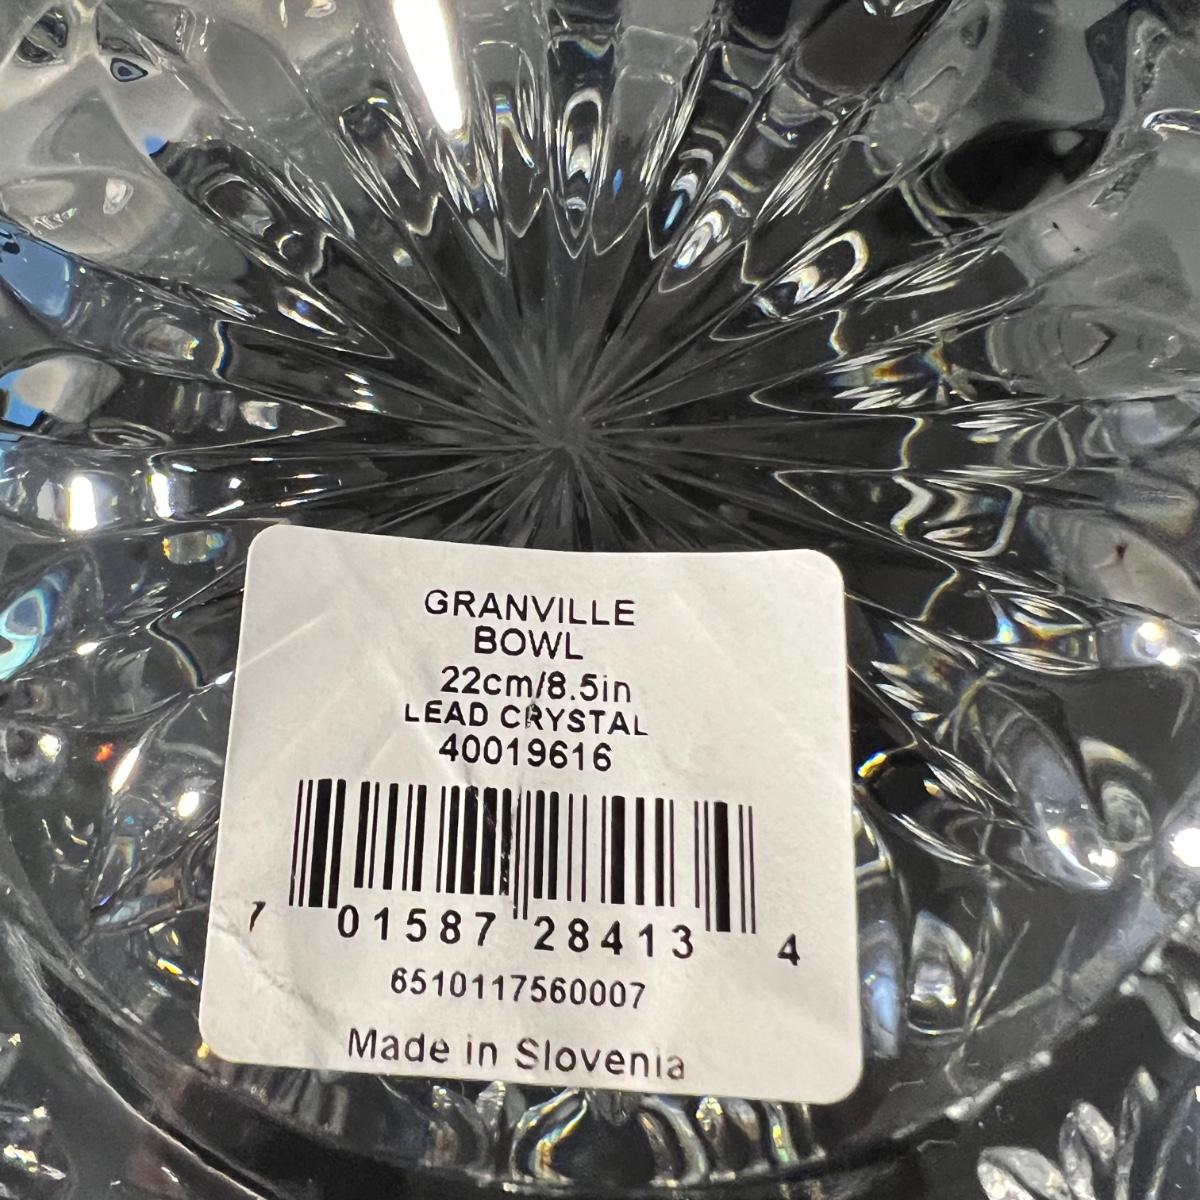 GRANVILLE
BOWL
22cm/8.5in
LEAD CRYSTAL
40019616
7 01587 28413 4
6510117560007
Made in Slovenia